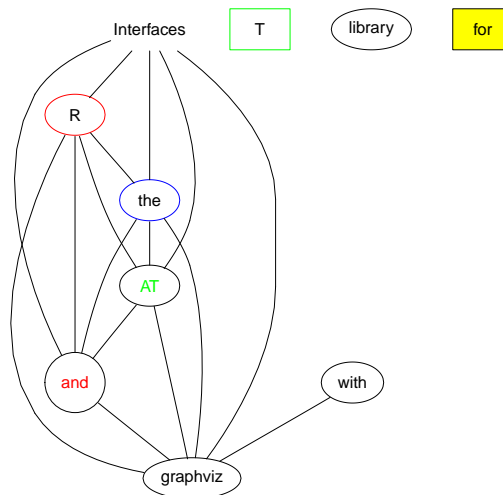 Interfaces
T
library
for
R
the
AT
and
with
graphviz